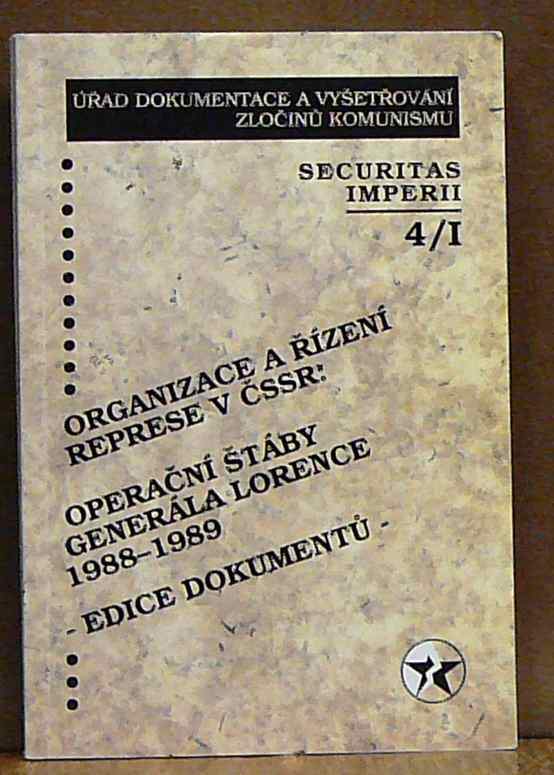 ÚŘAD DOKUMENTACE A VYŠETŘOVÁNÍ
ZLOČINŮ KOMUNISMU
SECURITAS
IMPERII
4/I
ORGANIZACE A ŘÍZENÍ
REPRESE V ČSSR:
OPERAČNÍ ŠTÁBY
GENERÁLA LORENCE
1988–1989
- EDICE DOKUMENTŮ -